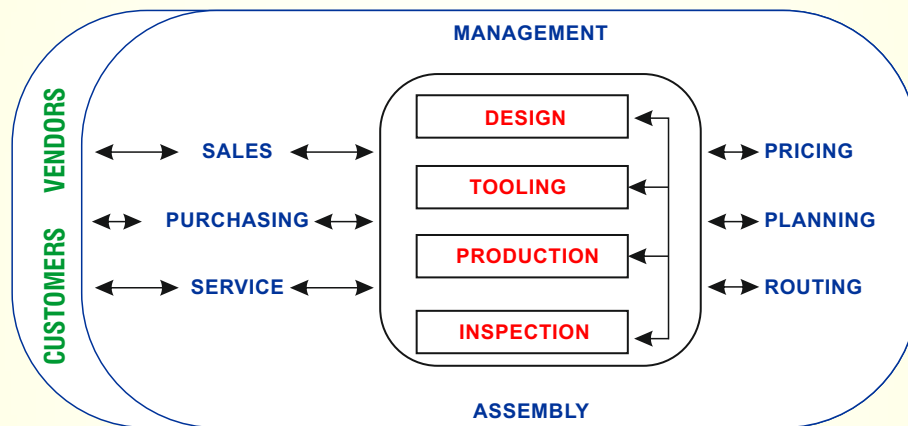 MANAGEMENT
VENDORS
CUSTOMERS
SALES
PURCHASING
SERVICE
DESIGN
TOOLING
PRODUCTION
INSPECTION
PRICING
PLANNING
ROUTING
ASSEMBLY